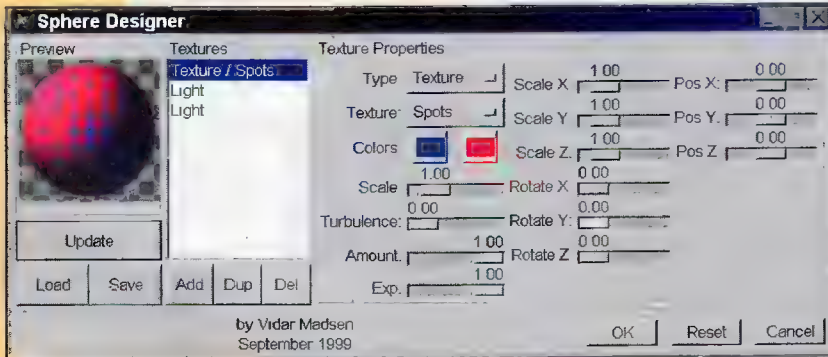 Sphere Designer
Preview
Textures
Texture / Spots
Light
Light
Update
Load Save Add Dup Del
Texture Properties
Type Texture
Texture: Spots
Colors
Scale 1.00
Turbulence: 0 00
Amount. 1 00
Exp. 1 00
Scale X 1 00
Scale Y 1 00
Scale Z. 1 00
Rotate X 0 00
Rotate Y: 0.00
Rotate Z 0 00
Pos X: 0 00
Pos Y. 0 00
Pos Z 0 00
by Vidar Madsen
September 1999
OK Reset Cancel